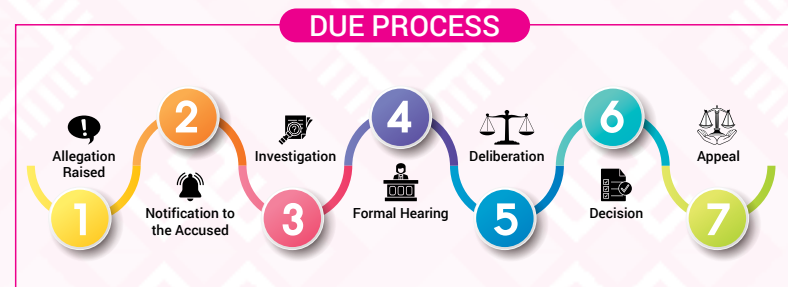 DUE PROCESS
1
Allegation
Raised
2
Notification to
the Accused
3
Investigation
4
Formal Hearing
5
Deliberation
6
Decision
7
Appeal